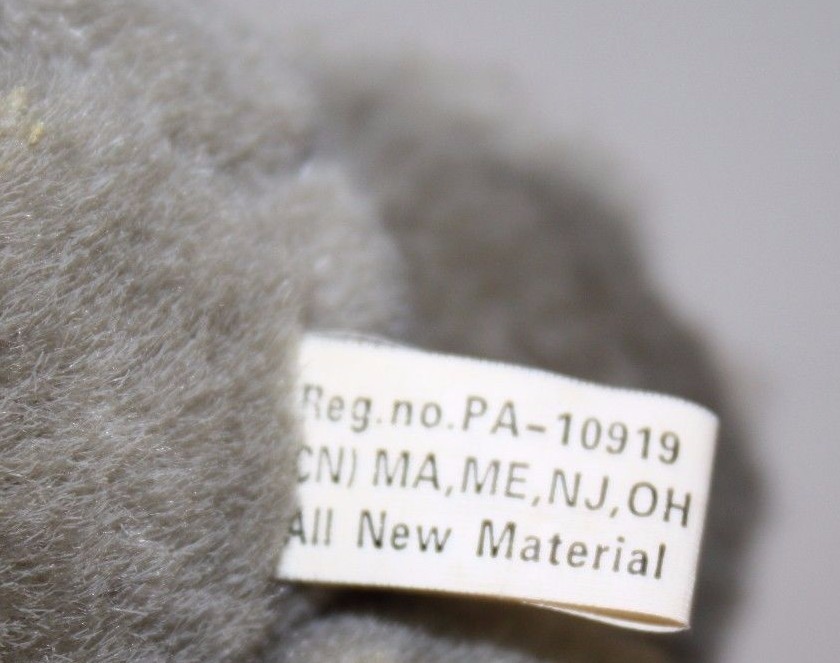 Reg.no.PA-10919
CN) MA,ME,NJ,OH
All New Material